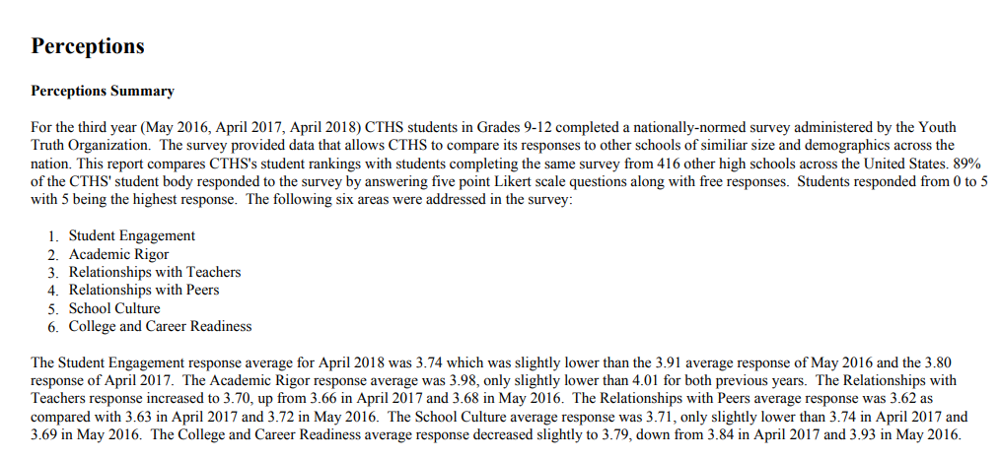 Perceptions
Perceptions Summary
For the third year (May 2016, April 2017, April 2018) CTHS students in Grades 9-12 completed a nationally-normed survey administered by the Youth
Truth Organization.  The survey provided data that allows CTHS to compare its responses to other schools of similiar size and demographics across the
nation. This report compares CTHS's student rankings with students completing the same survey from 416 other high schools across the United States. 89%
of the CTHS' student body responded to the survey by answering five point Likert scale questions along with free responses.  Students responded from 0 to 5
with 5 being the highest response.  The following six areas were addressed in the survey:
1. Student Engagement
2. Academic Rigor
3. Relationships with Teachers
4. Relationships with Peers
5. School Culture
6. College and Career Readiness
The Student Engagement response average for April 2018 was 3.74 which was slightly lower than the 3.91 average response of May 2016 and the 3.80
response of April 2017.  The Academic Rigor response average was 3.98, only slightly lower than 4.01 for both previous years.  The Relationships with
Teachers response increased to 3.70, up from 3.66 in April 2017 and 3.68 in May 2016.  The Relationships with Peers average response was 3.62 as
compared with 3.63 in April 2017 and 3.72 in May 2016.  The School Culture average response was 3.71, only slightly lower than 3.74 in April 2017 and
3.69 in May 2016.  The College and Career Readiness average response decreased slightly to 3.79, down from 3.84 in April 2017 and 3.93 in May 2016.